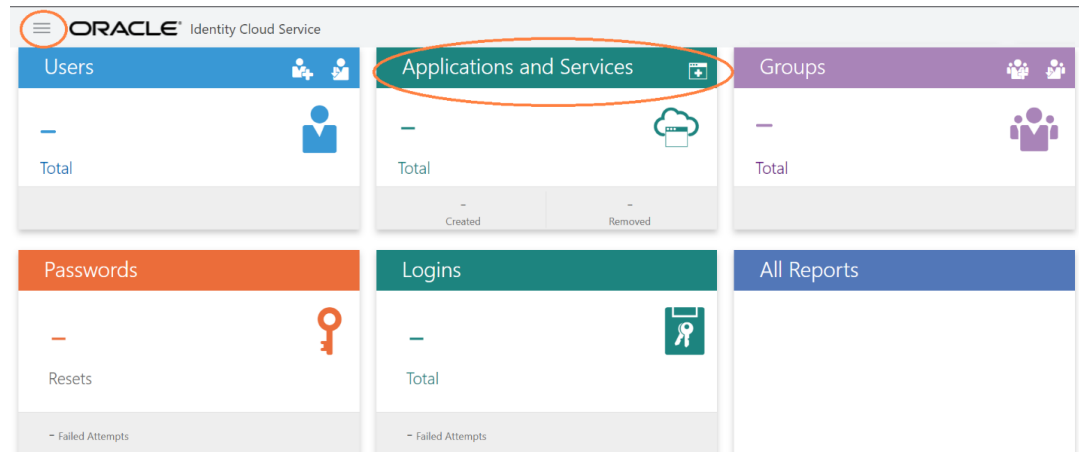 ORACLE® Identity Cloud Service
Users
Applications and Services
Groups
–
Total
–
Total
–
Total
-
Created
-
Removed
Passwords
Logins
All Reports
–
Resets
–
Total
- Failed Attempts
- Failed Attempts